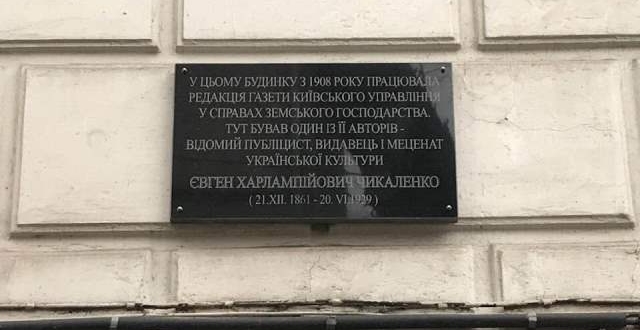 У ЦЬОМУ БУДИНКУ З 1908 РОКУ ПРАЦЮВАЛА
РЕДАКЦІЯ ГАЗЕТИ КИЇВСЬКОГО УПРАВЛІННЯ
У СПРАВАХ ЗЕМСЬКОГО ГОСПОДАРСТВА.
ТУТ БУВАВ ОДИН ІЗ ЇЇ АВТОРІВ -
ВІДОМИЙ ПУБЛІЦИСТ, ВИДАВЕЦЬ І МЕЦЕНАТ
УКРАЇНСЬКОЇ КУЛЬТУРИ
ЄВГЕН ХАРЛАМПІЙОВИЧ ЧИКАЛЕНКО
( 21.XII. 1861 - 20. VI.1929 )